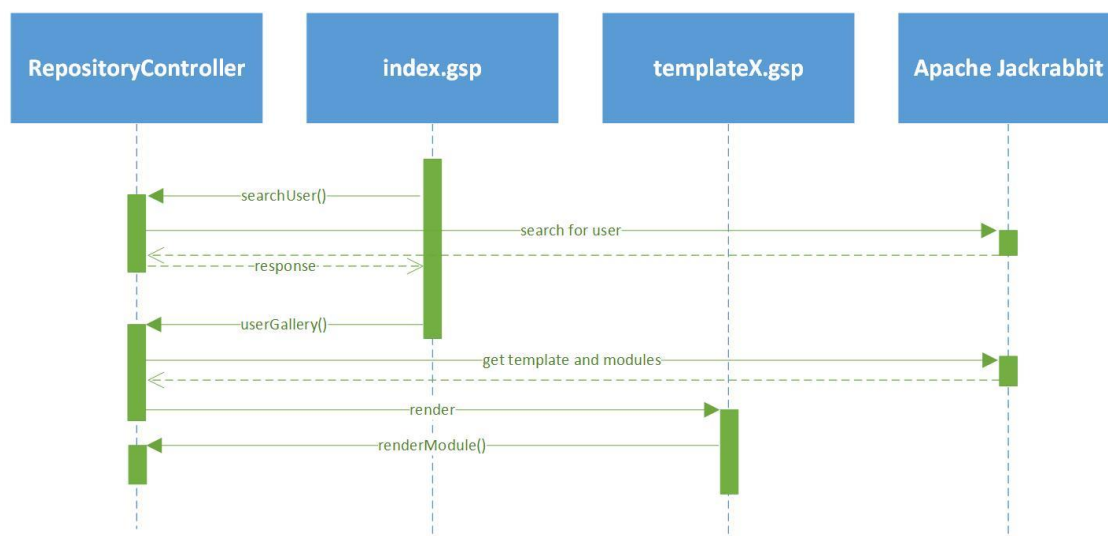 RepositoryController
index.gsp
templateX.gsp
Apache Jackrabbit
searchUser()
search for user
response
userGallery()
get template and modules
render
renderModule()